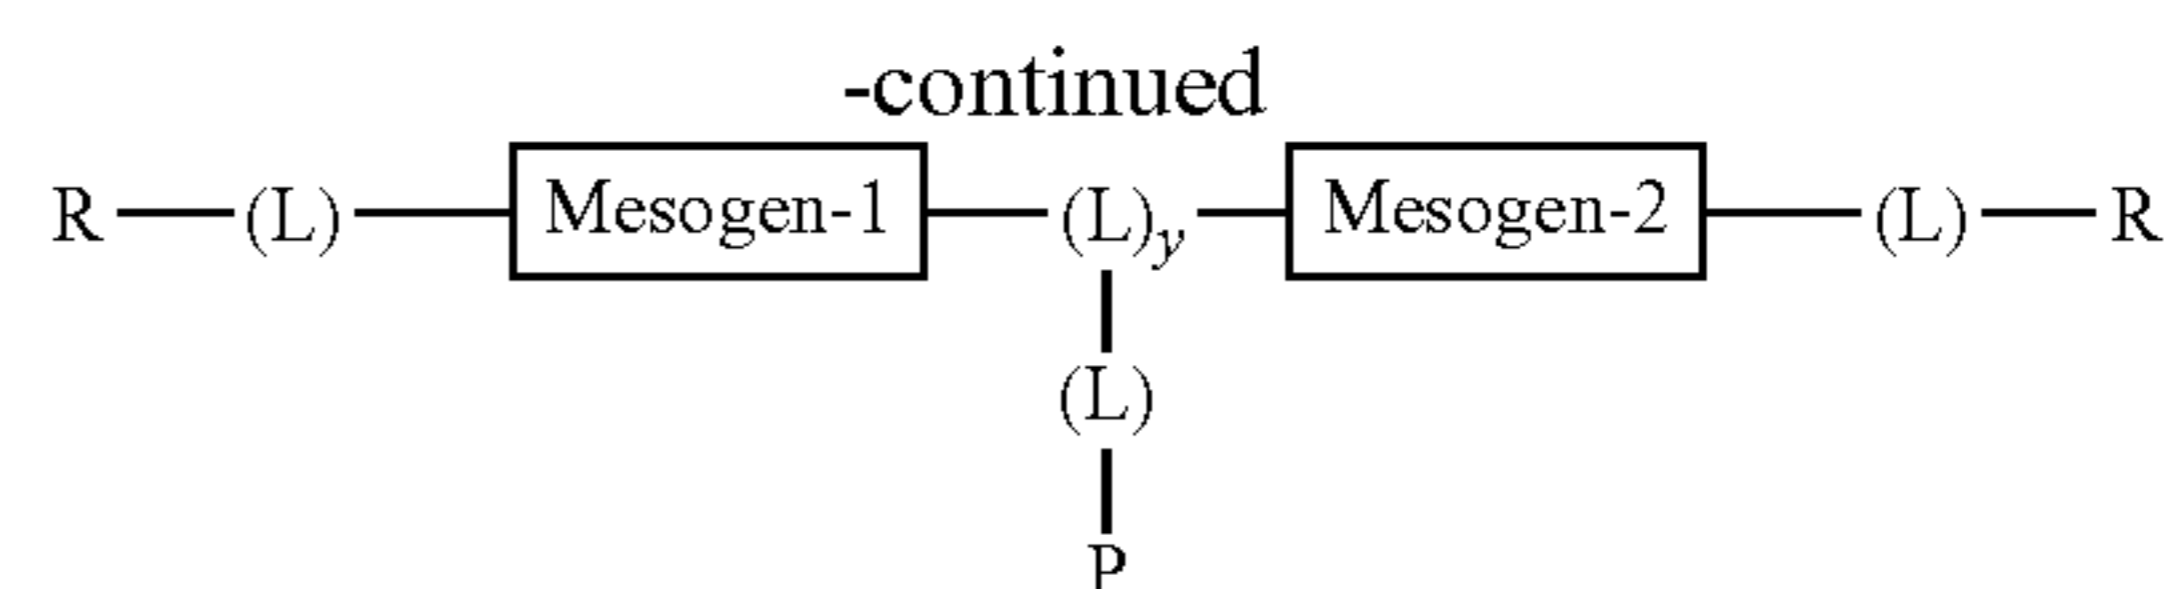 -continued
R (L) Mesogen-1 (L)y Mesogen-2 (L) R
(L)
P